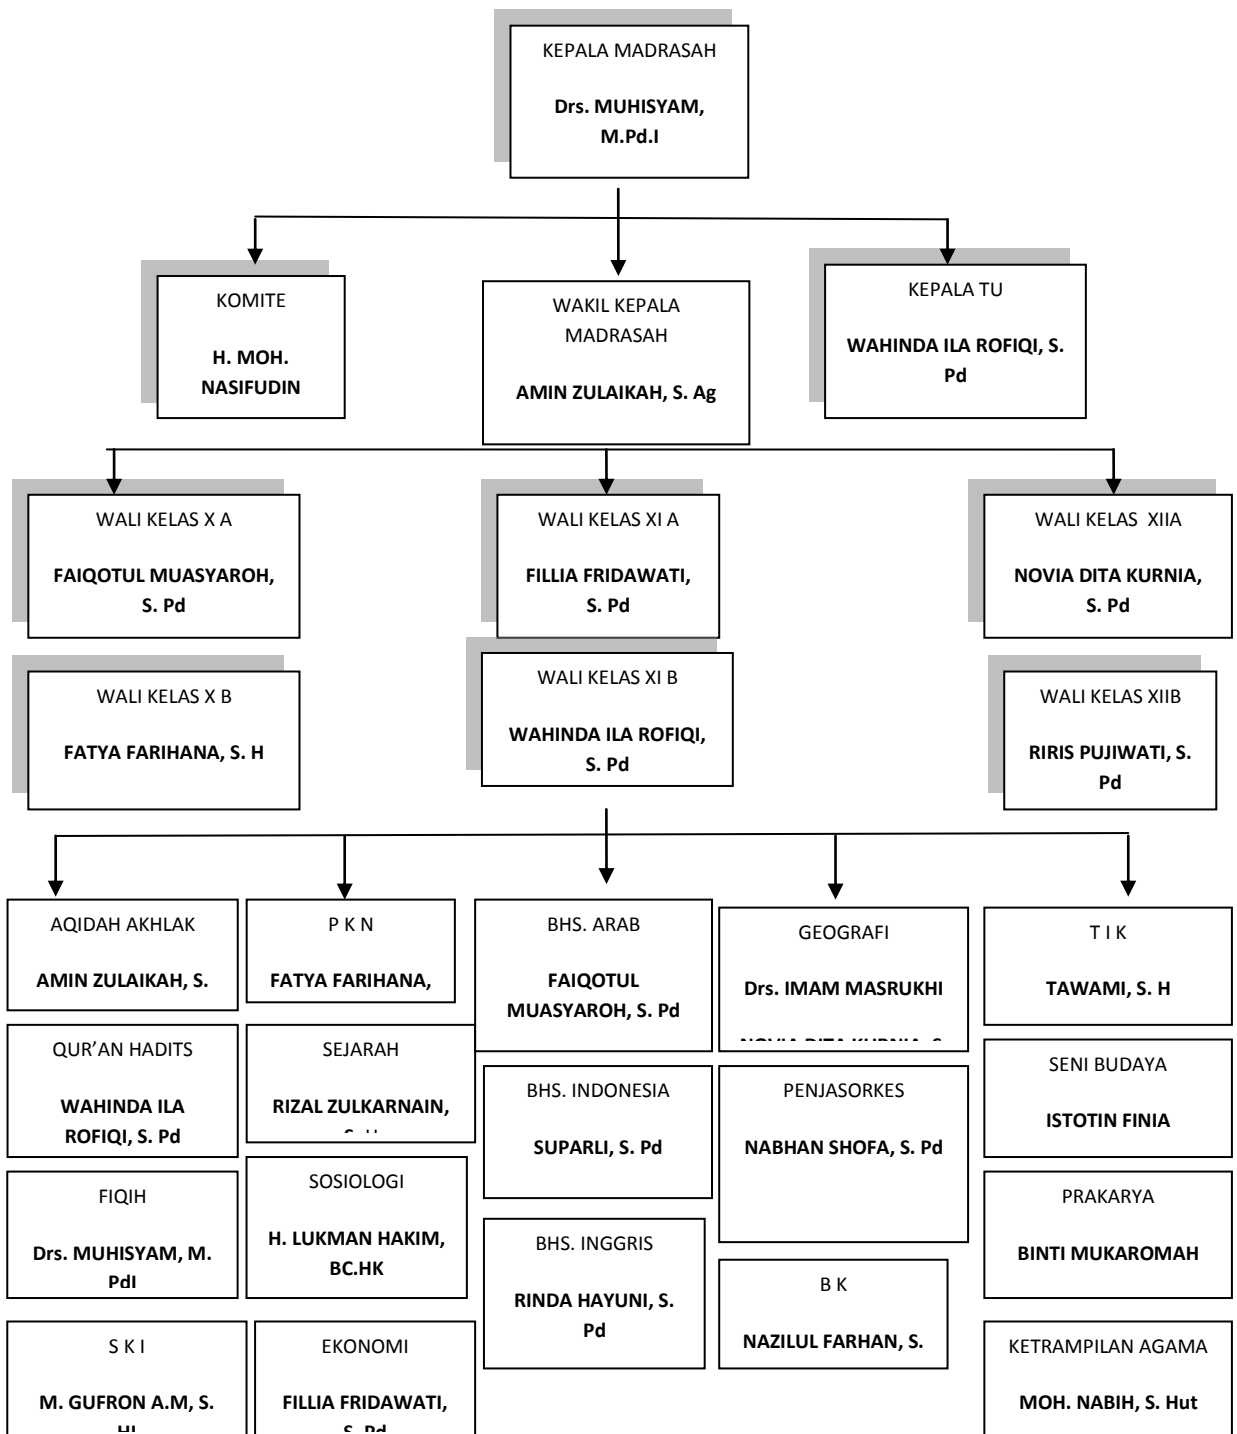 KEPALA MADRASAH
Drs. MUHISYAM,
M.Pd.I
KOMITE
H. MOH.
NASIFUDIN
WAKIL KEPALA
MADRASAH
AMIN ZULAIKAH, S. Ag
KEPALA TU
WAHINDA ILA ROFIQI, S.
Pd
WALI KELAS X A
FAIQOTUL MUASYAROH,
S. Pd
WALI KELAS XI A
FILLIA FRIDAWATI,
S. Pd
WALI KELAS  XIIA
NOVIA DITA KURNIA,
S. Pd
WALI KELAS X B
FATYA FARIHANA, S. H
WALI KELAS XI B
WAHINDA ILA ROFIQI,
S. Pd
WALI KELAS XIIB
RIRIS PUJIWATI, S.
Pd
AQIDAH AKHLAK
AMIN ZULAIKAH, S.
P K N
FATYA FARIHANA,
BHS. ARAB
FAIQOTUL
MUASYAROH, S. Pd
GEOGRAFI
Drs. IMAM MASRUKHI
NOVIA DITA KURNIA, S.
T I K
TAWAMI, S. H
QUR'AN HADITS
WAHINDA ILA
ROFIQI, S. Pd
SEJARAH
RIZAL ZULKARNAIN,
BHS. INDONESIA
SUPARLI, S. Pd
PENJASORKES
NABHAN SHOFA, S. Pd
SENI BUDAYA
ISTOTIN FINIA
FIQIH
Drs. MUHISYAM, M.
PdI
SOSIOLOGI
H. LUKMAN HAKIM,
BC.HK
BHS. INGGRIS
RINDA HAYUNI, S.
Pd
B K
NAZILUL FARHAN, S.
PRAKARYA
BINTI MUKAROMAH
S K I
M. GUFRON A.M, S.
HI
EKONOMI
FILLIA FRIDAWATI,
S. Pd
KETRAMPILAN AGAMA
MOH. NABIH, S. Hut